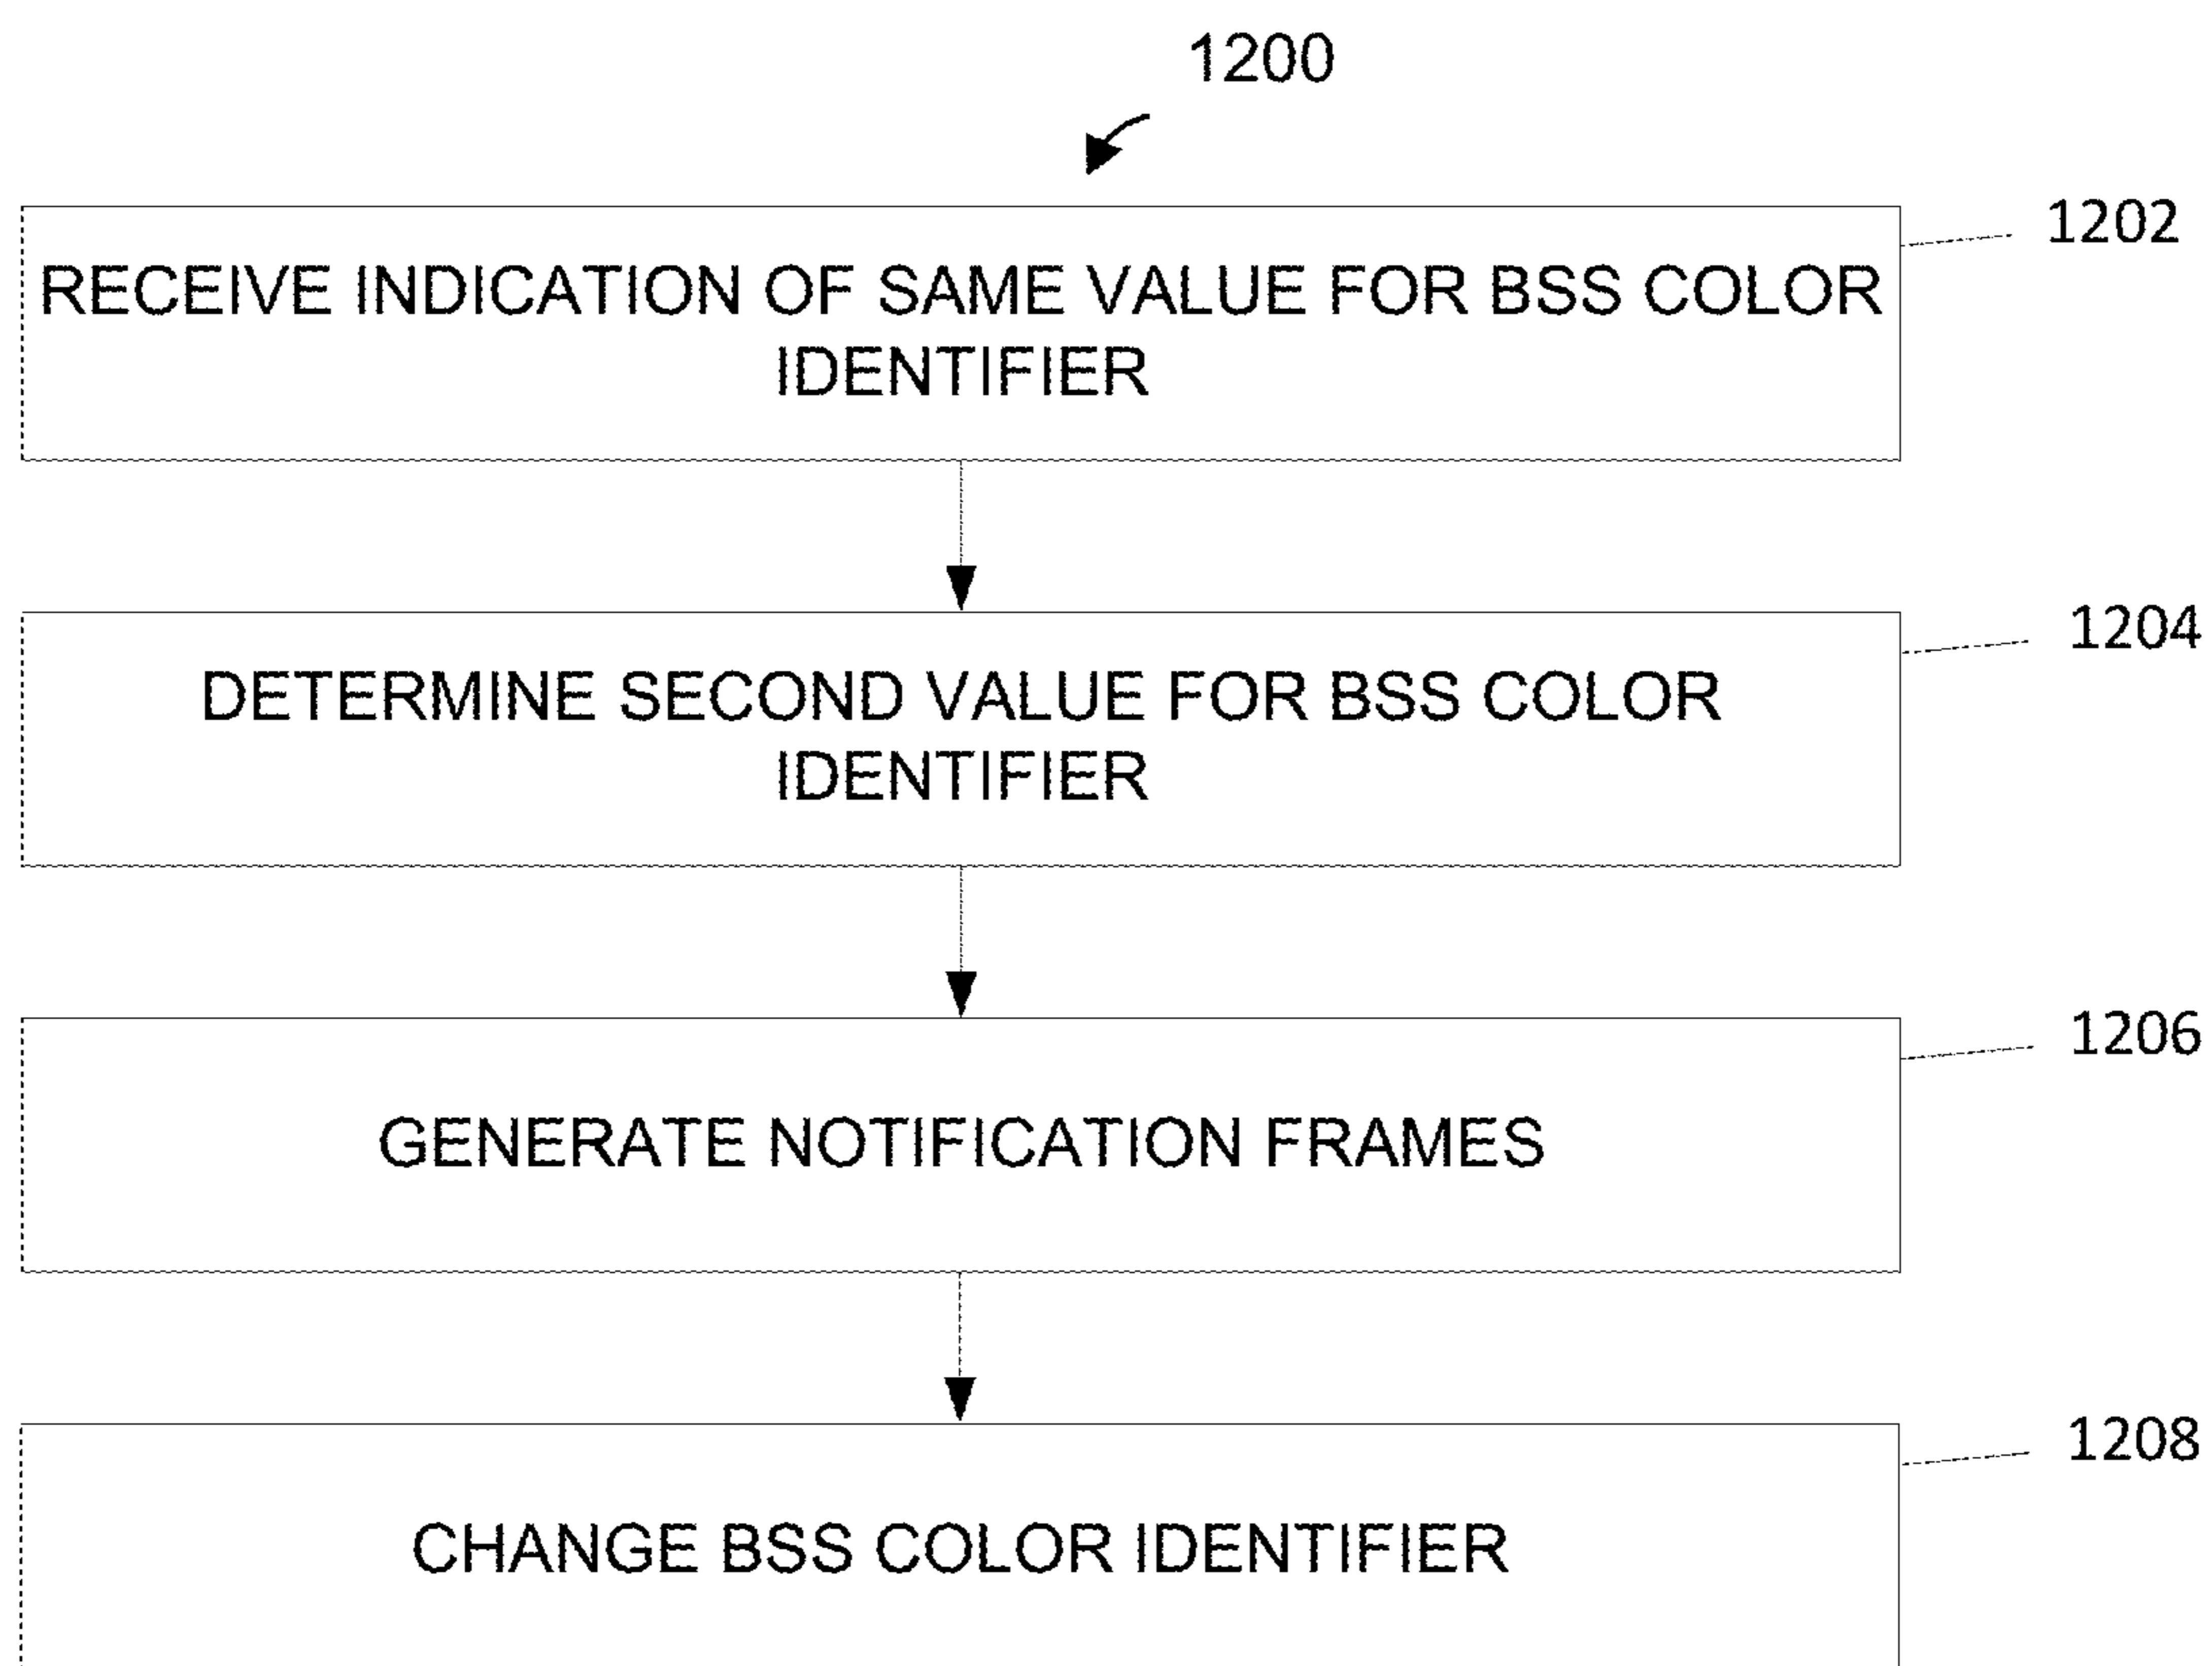 1200
1202
RECEIVE INDICATION OF SAME VALUE FOR BSS COLOR
IDENTIFIER
1204
DETERMINE SECOND VALUE FOR BSS COLOR
IDENTIFIER
1206
GENERATE NOTIFICATION FRAMES
1208
CHANGE BSS COLOR IDENTIFIER